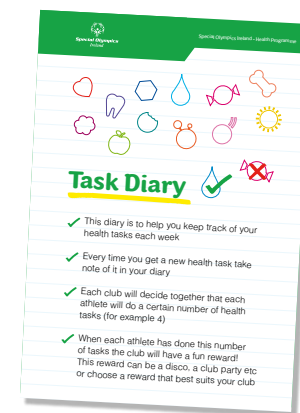 Special Olympics
Ireland
Special Olympics Ireland - Health Programme
Task Diary
This diary is to help you keep track of your
health tasks each week
Every time you get a new health task take
note of it in your diary
Each club will decide together that each
athlete will do a certain number of health
tasks (for example 4)
When each athlete has done this number
of tasks the club will have a fun reward!
This reward can be a disco, a club party etc
or choose a reward that best suits your club